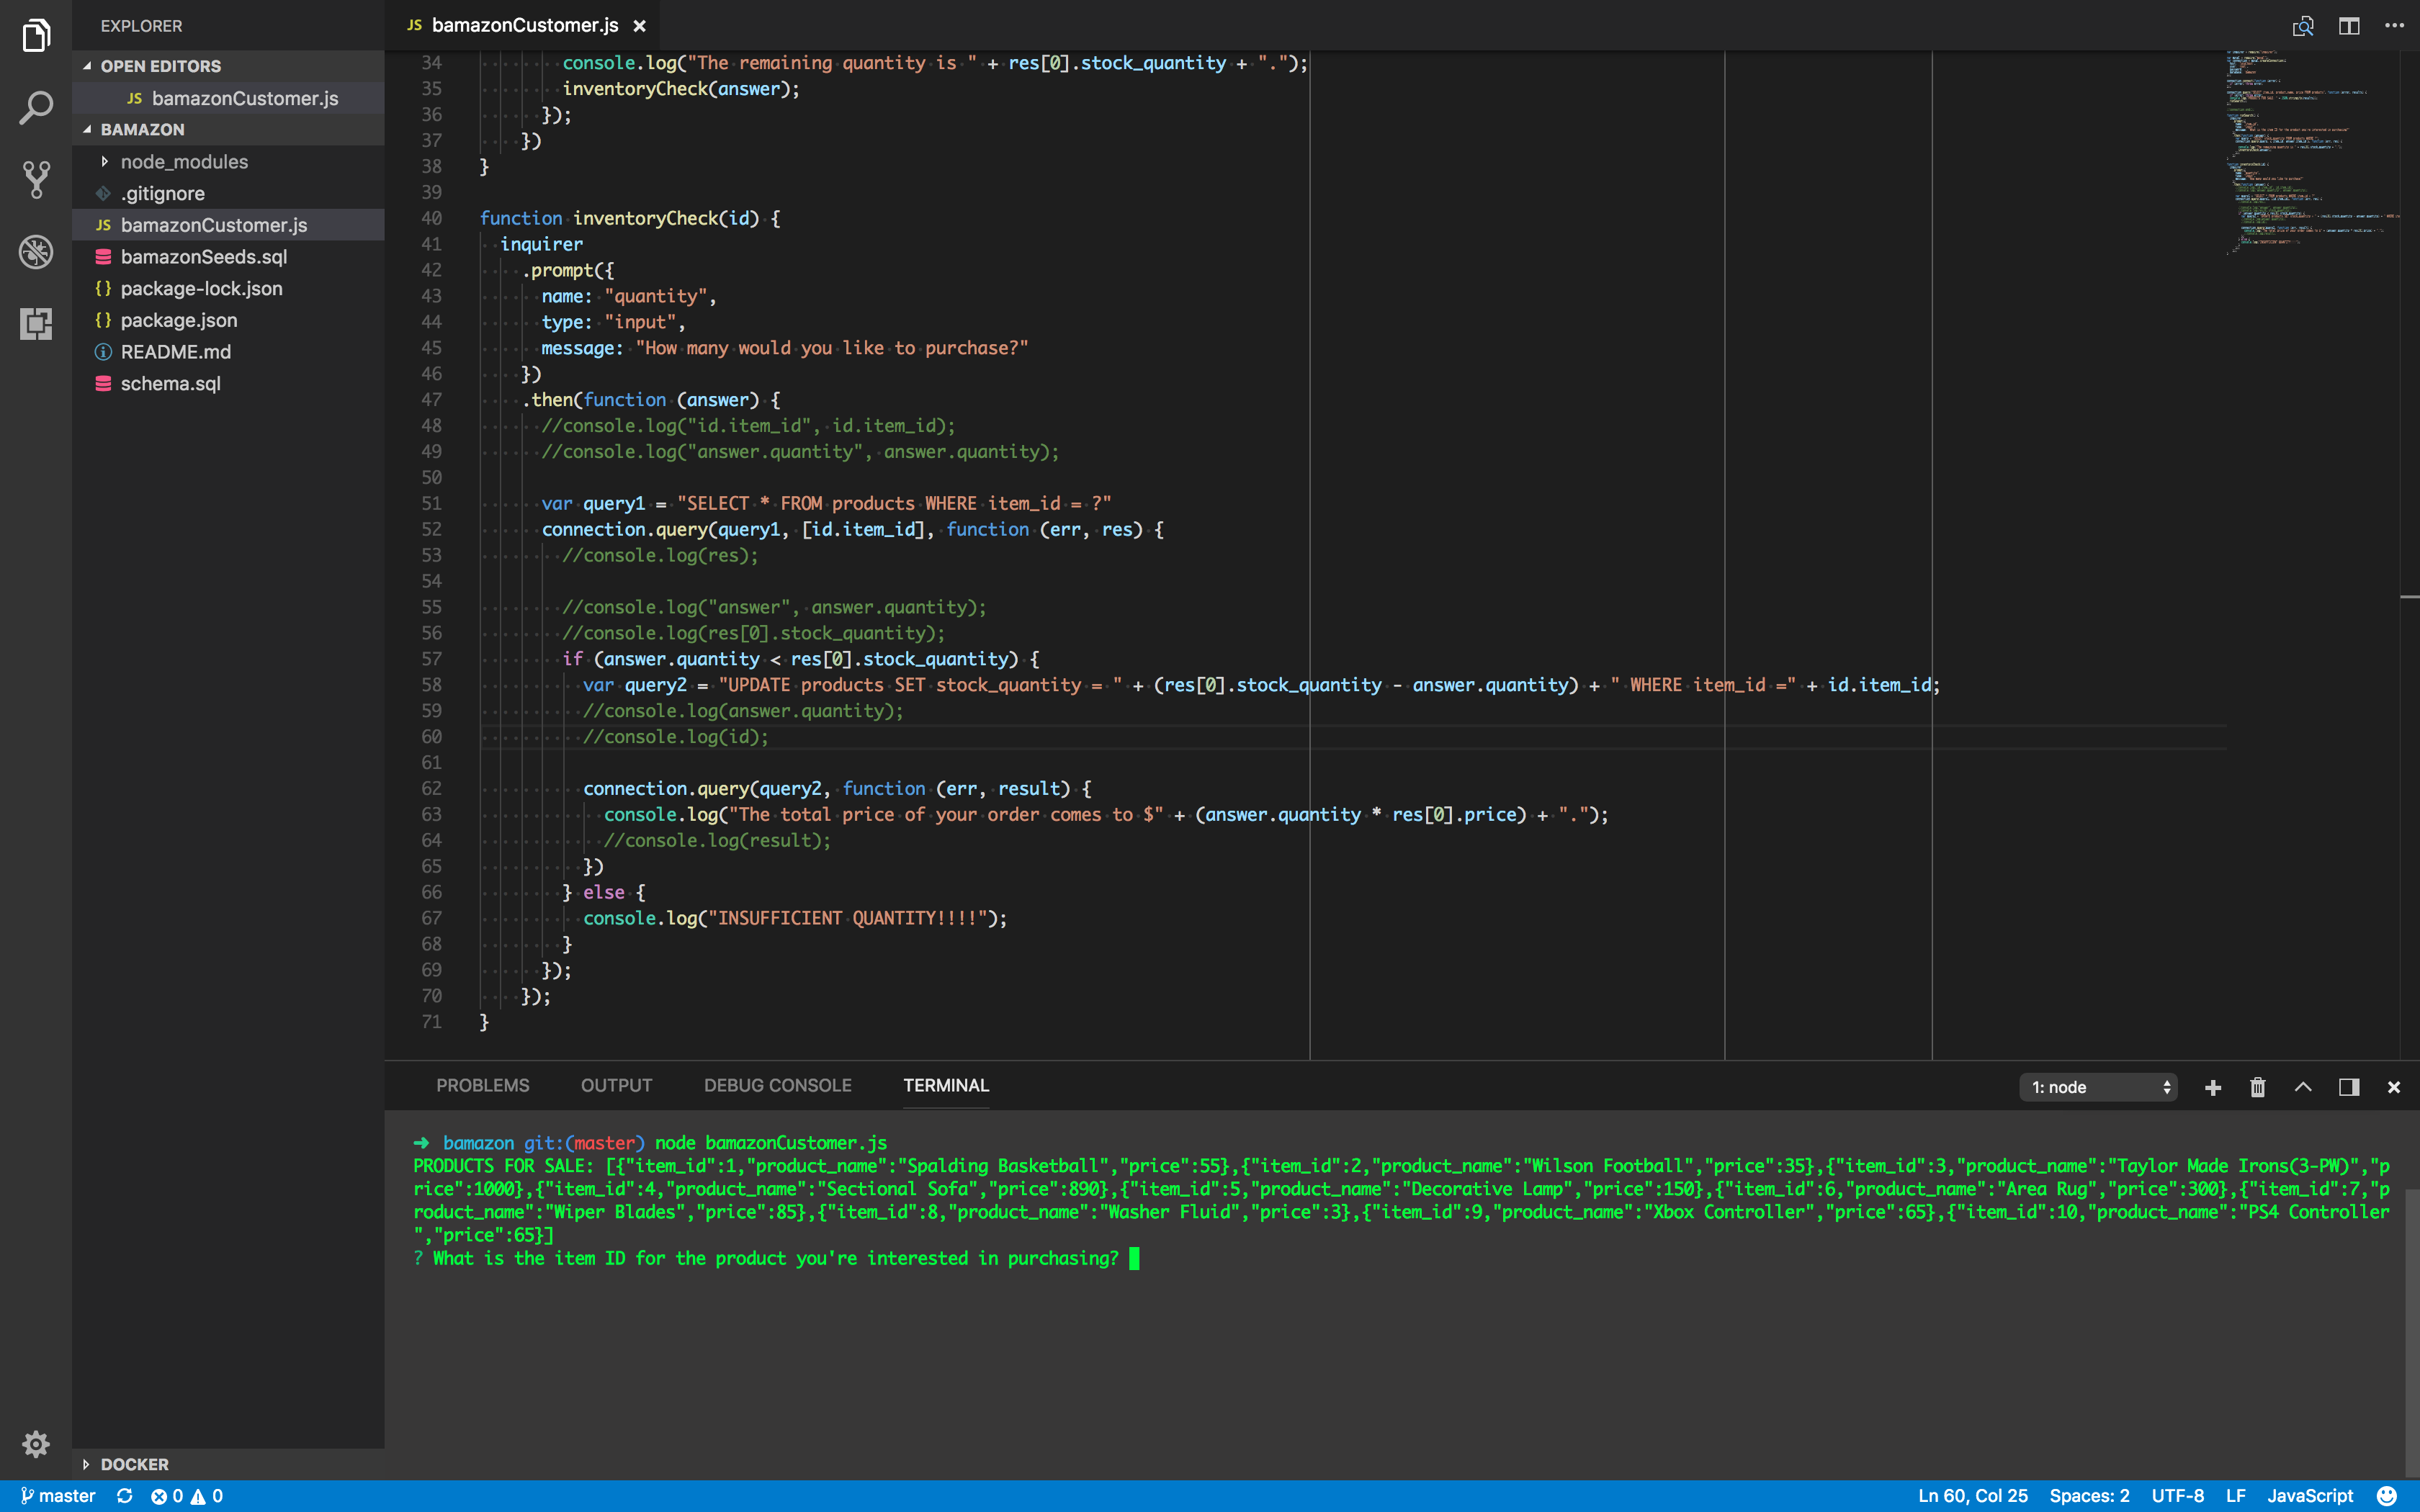 EXPLORER
OPEN EDITORS
JS bamazonCustomer.js
BAMAZON
node_modules
.gitignore
JS bamazonCustomer.js
bamazonSeeds.sql
{} package-lock.json
{} package.json
README.md
schema.sql
DOCKER
JS bamazonCustomer.js
34 console.log("The remaining quantity is " + res[0].stock_quantity + ".");
35 inventoryCheck(answer);
36 });
37 })
38 }
39
40 function inventoryCheck(id) {
41 inquirer
42 .prompt({
43 name: "quantity",
44 type: "input",
45 message: "How many would you like to purchase?"
46 })
47 .then(function (answer) {
48 //console.log("id.item_id", id.item_id);
49 //console.log("answer.quantity", answer.quantity);
50
51 var query1 = "SELECT * FROM products WHERE item_id = ?"
52 connection.query(query1, [id.item_id], function (err, res) {
53 //console.log(res);
54
55 //console.log("answer", answer.quantity);
56 //console.log(res[0].stock_quantity);
57 if (answer.quantity < res[0].stock_quantity) {
58 var query2 = "UPDATE products SET stock_quantity = " + (res[0].stock_quantity - answer.quantity) + " WHERE item_id =" + id.item_id;
59 //console.log(answer.quantity);
60 //console.log(id);
61
62 connection.query(query2, function (err, result) {
63 console.log("The total price of your order comes to $" + (answer.quantity * res[0].price) + ".");
64 //console.log(result);
65 })
66 } else {
67 console.log("INSUFFICIENT QUANTITY!!!!");
68 }
69 });
70 });
71 }
PROBLEMS OUTPUT DEBUG CONSOLE TERMINAL 1: node
➜ bamazon git:(master) node bamazonCustomer.js
PRODUCTS FOR SALE: [{"item_id":1,"product_name":"Spalding Basketball","price":55},{"item_id":2,"product_name":"Wilson Football","price":35},{"item_id":3,"product_name":"Taylor Made Irons(3-PW)","p
rice":1000},{"item_id":4,"product_name":"Sectional Sofa","price":890},{"item_id":5,"product_name":"Decorative Lamp","price":150},{"item_id":6,"product_name":"Area Rug","price":300},{"item_id":7,"p
roduct_name":"Wiper Blades","price":85},{"item_id":8,"product_name":"Washer Fluid","price":3},{"item_id":9,"product_name":"Xbox Controller","price":65},{"item_id":10,"product_name":"PS4 Controller
","price":65}]
? What is the item ID for the product you're interested in purchasing?
master 0 0 Ln 60, Col 25 Spaces: 2 UTF-8 LF JavaScript